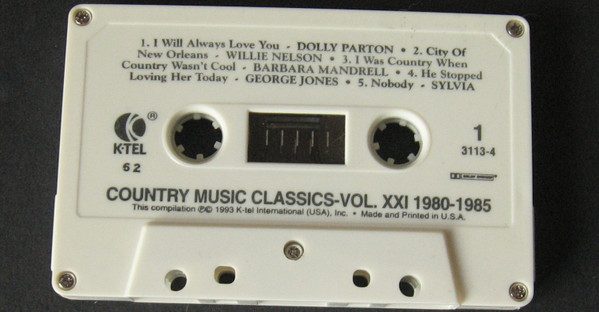 1. I Will Always Love You - DOLLY PARTON • 2. City Of
New Orleans - WILLIE NELSON • 3. I Was Country When
Country Wasn't Cool - BARBARA MANDRELL • 4. He Stopped
Loving Her Today - GEORGE JONES • 5. Nobody - SYLVIA
K
®
K-TEL
62
1
3113-4
DOLBY SYSTEM
COUNTRY MUSIC CLASSICS-VOL. XXI 1980-1985
This compilation ℗© 1993 K-tel International (USA), Inc. • Made and Printed in U.S.A.